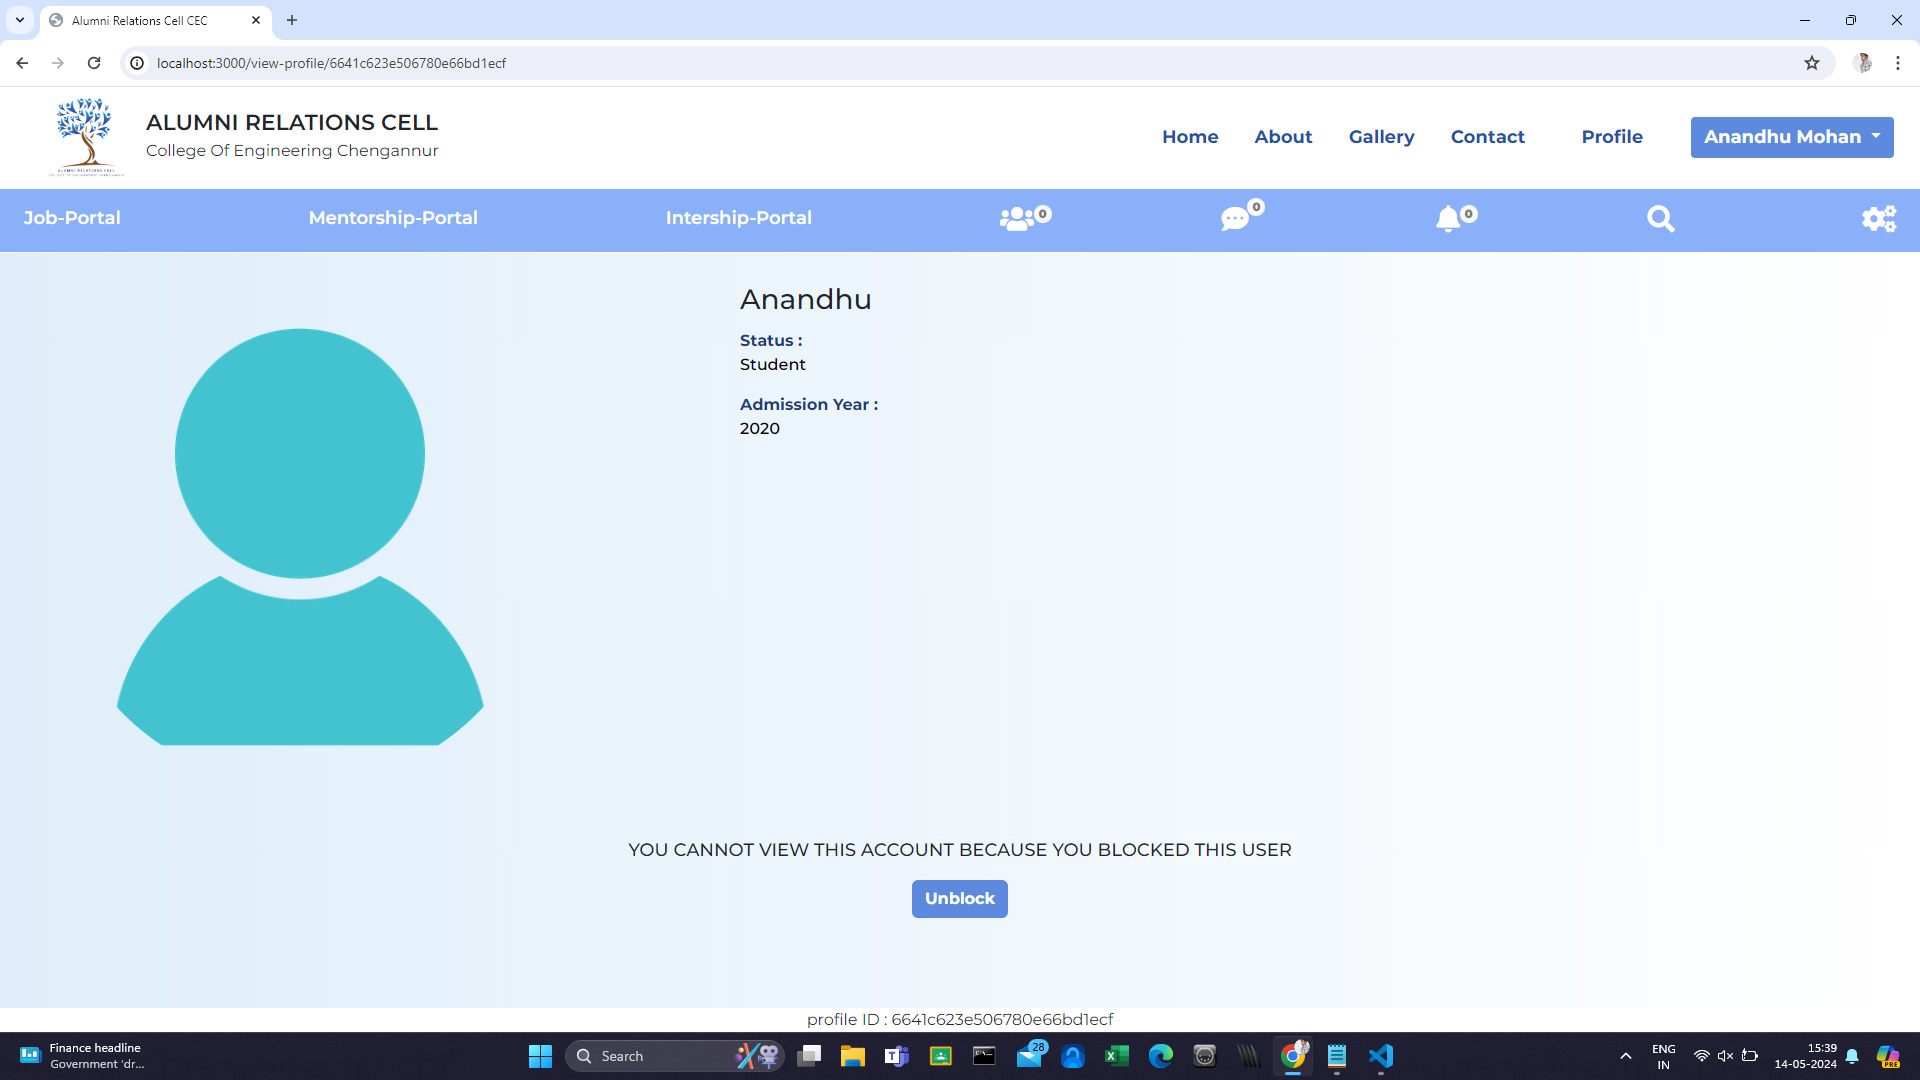 Alumni Relations Cell CEC
localhost:3000/view-profile/6641c623e506780e66bd1ecf
ALUMNI RELATIONS CELL
College Of Engineering Chengannur
Home About Gallery Contact Profile Anandhu Mohan
Job-Portal Mentorship-Portal Intership-Portal 0 0 0
Anandhu
Status :
Student
Admission Year :
2020
YOU CANNOT VIEW THIS ACCOUNT BECAUSE YOU BLOCKED THIS USER
Unblock
profile ID : 6641c623e506780e66bd1ecf
Finance headline
Government 'dr...
Search
28
ENG
IN
15:39
14-05-2024
PRE